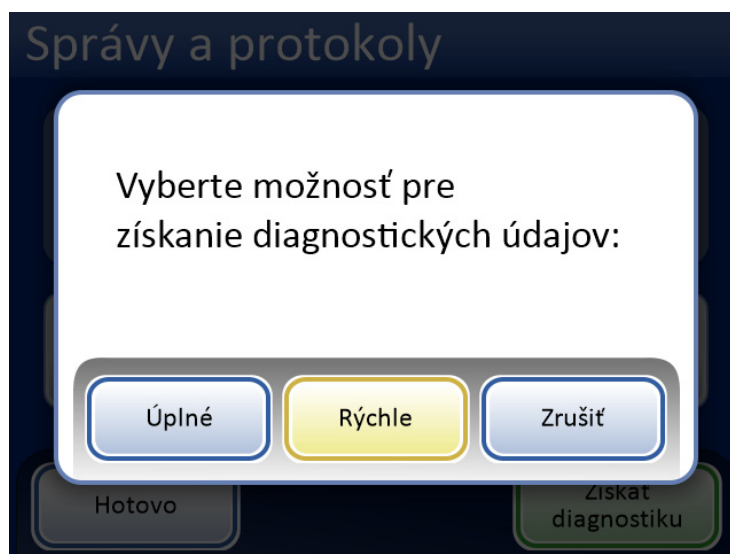 Správy a protokoly
Vyberte možnosť pre
získanie diagnostických údajov:
Úplné
Rýchle
Zrušiť
Hotovo
Získať
diagnostiku